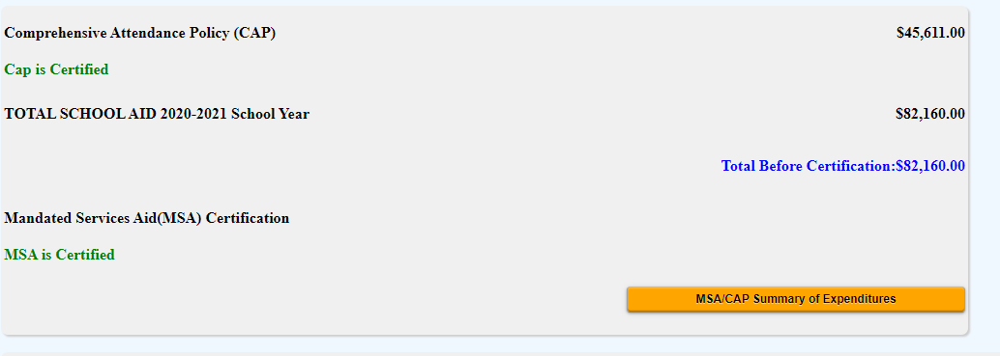 Comprehensive Attendance Policy (CAP) $45,611.00
Cap is Certified
TOTAL SCHOOL AID 2020-2021 School Year $82,160.00
Total Before Certification:$82,160.00
Mandated Services Aid(MSA) Certification
MSA is Certified
MSA/CAP Summary of Expenditures